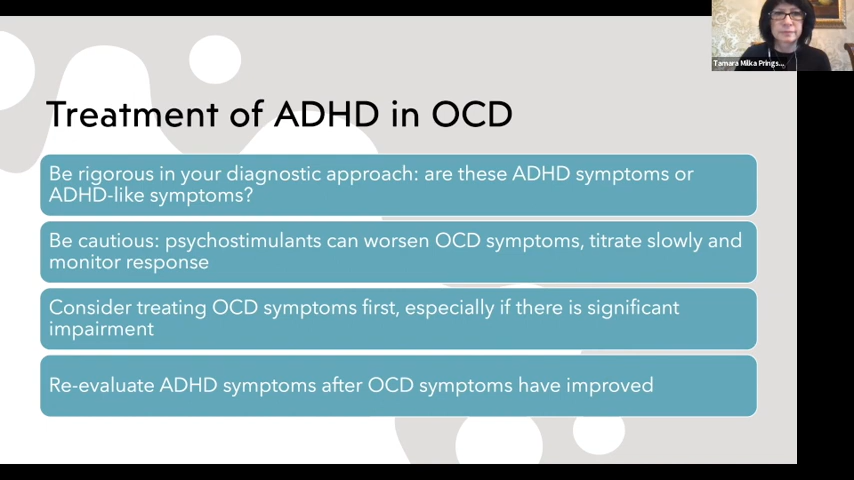 Tamara Milka Prings...
Treatment of ADHD in OCD
Be rigorous in your diagnostic approach: are these ADHD symptoms or
ADHD-like symptoms?
Be cautious: psychostimulants can worsen OCD symptoms, titrate slowly and
monitor response
Consider treating OCD symptoms first, especially if there is significant
impairment
Re-evaluate ADHD symptoms after OCD symptoms have improved